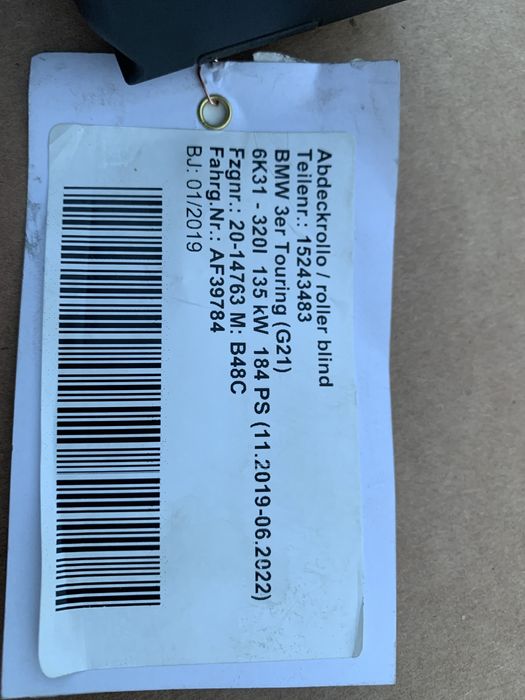 Abdeckrollo / roller blind
Teilenr.: 15243483
BMW 3er Touring (G21)
6K31 - 320I 135 kW 184 PS (11.2019-06.2022)
Fzgnr.: 20-14763 M: B48C
Fahrg.Nr.: AF39784
BJ: 01/2019